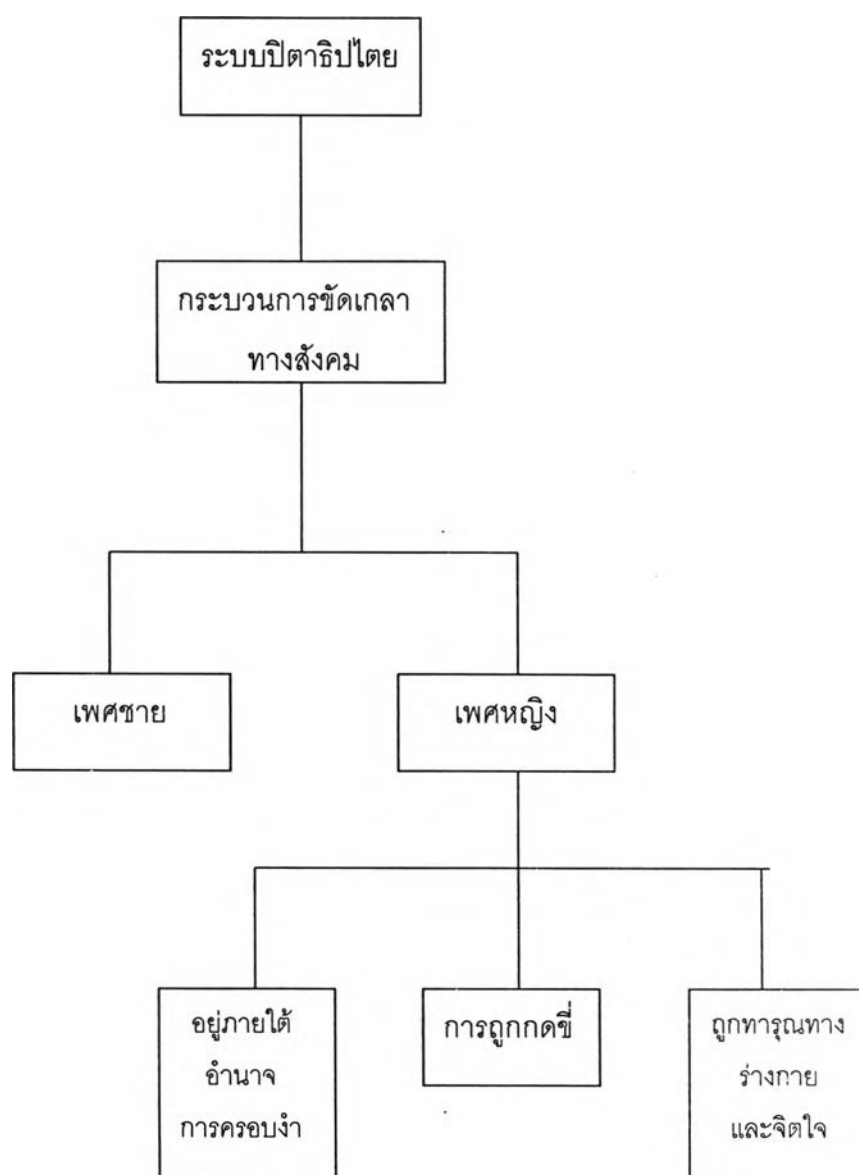 ระบบปิตาธิปไตย
กระบวนการขัดเกลา
ทางสังคม
เพศชาย
เพศหญิง
อยู่ภายใต้
อำนาจ
การครอบงำ
การถูกกดขี่
ถูกทารุณทาง
ร่างกาย
และจิตใจ